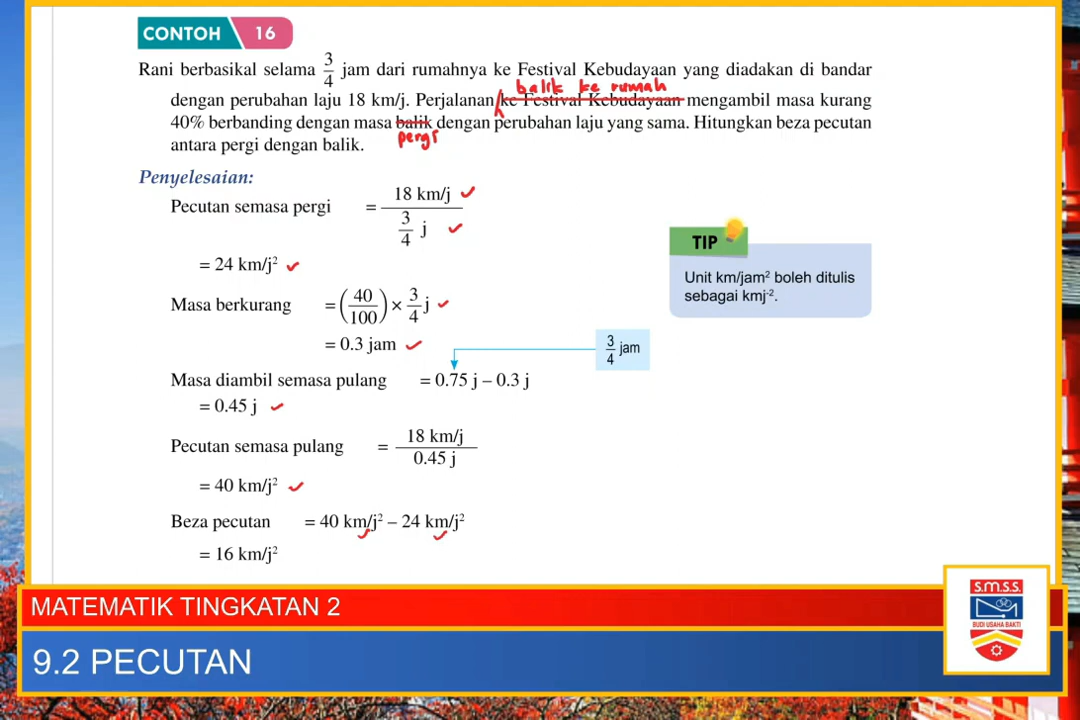 CONTOH 16
Rani berbasikal selama 3/4 jam dari rumahnya ke Festival Kebudayaan yang diadakan di bandar
balik ke rumah
dengan perubahan laju 18 km/j. Perjalanan ke Festival Kebudayaan mengambil masa kurang
40% berbanding dengan masa balik dengan perubahan laju yang sama. Hitungkan beza pecutan
pergi
antara pergi dengan balik.
Penyelesaian:
Pecutan semasa pergi = 18 km/j / 3/4 j
= 24 km/j²
Masa berkurang = (40/100) × 3/4 j
= 0.3 jam
3/4 jam
Masa diambil semasa pulang = 0.75 j – 0.3 j
= 0.45 j
Pecutan semasa pulang = 18 km/j / 0.45 j
= 40 km/j²
Beza pecutan = 40 km/j² – 24 km/j²
= 16 km/j²
TIP
Unit km/jam² boleh ditulis
sebagai kmj⁻².
MATEMATIK TINGKATAN 2
9.2 PECUTAN
S.M.S.S.
BUDI USAHA BAKTI